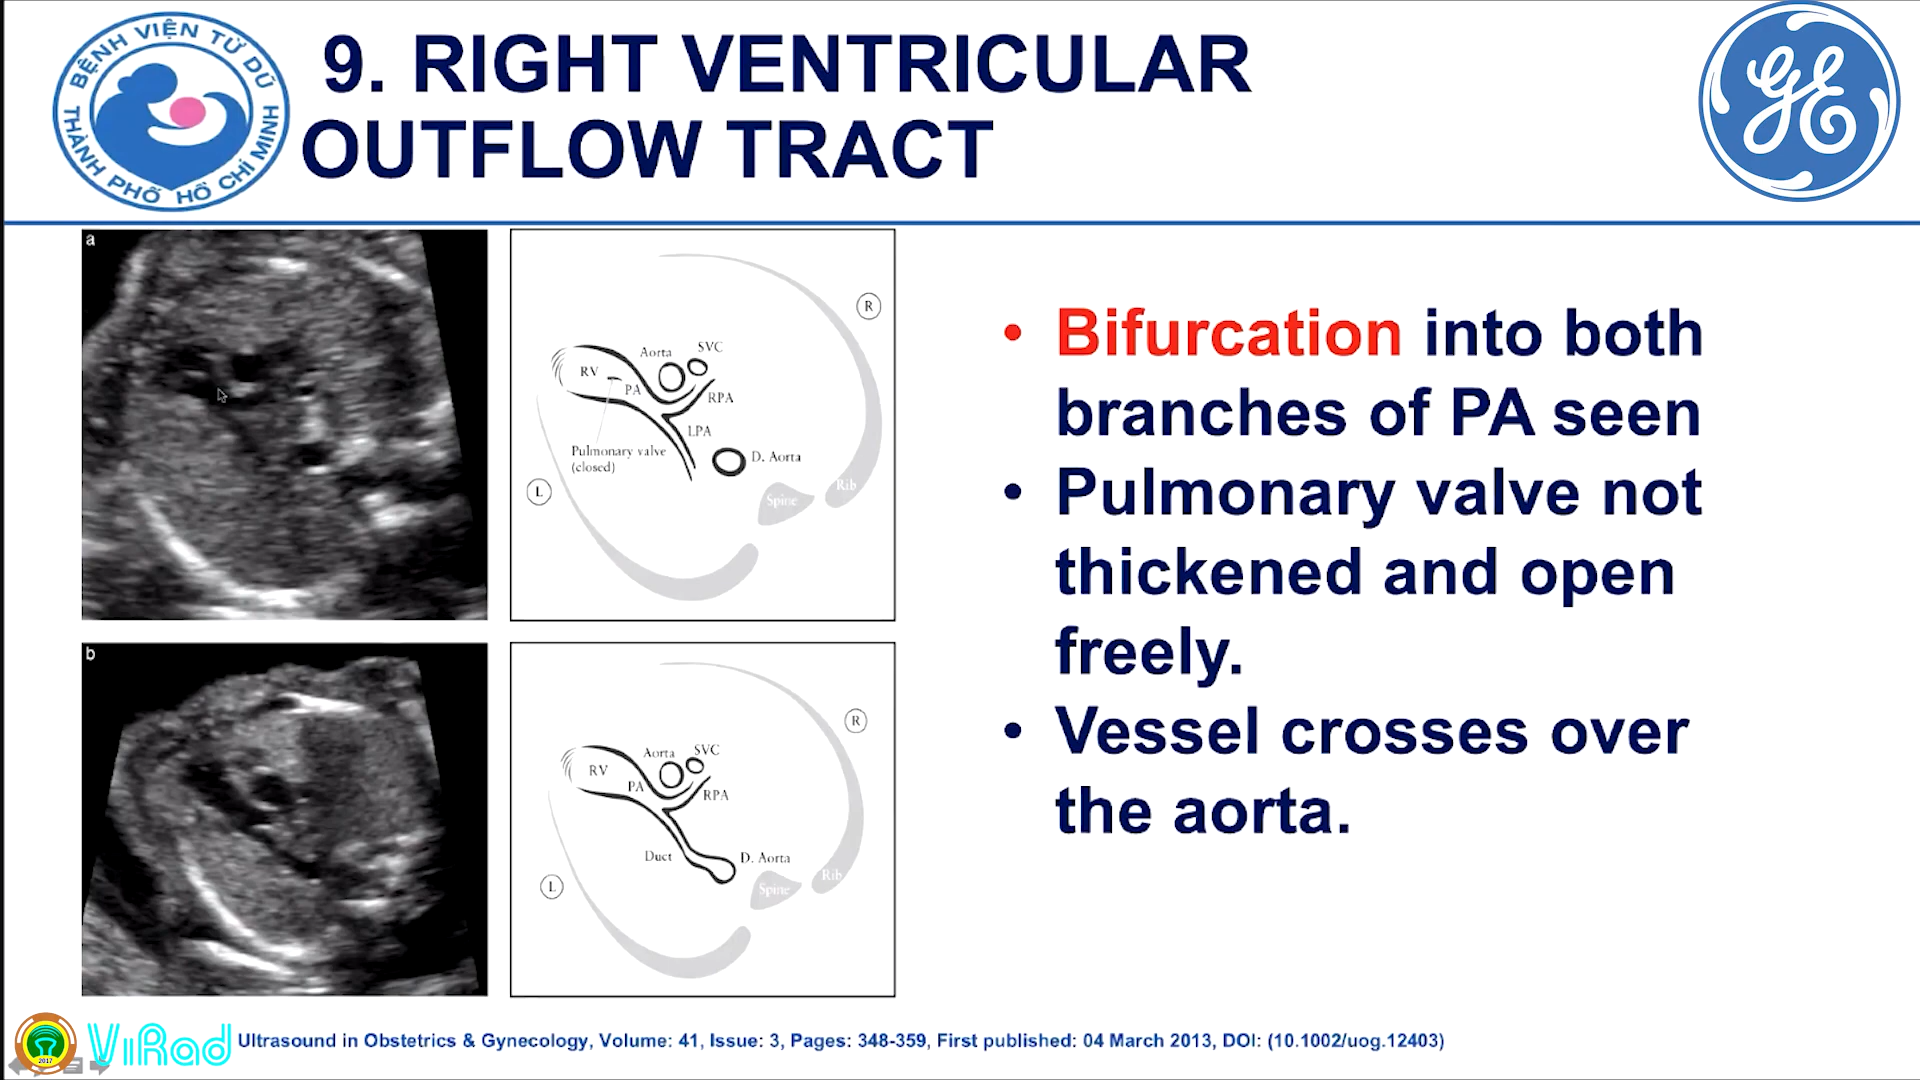 BỆNH VIỆN TỪ DŨ
THÀNH PHỐ HỒ CHÍ MINH
9. RIGHT VENTRICULAR
OUTFLOW TRACT
GE
a
R
Aorta
SVC
RV
PA
RPA
LPA
Pulmonary valve
(closed)
D. Aorta
L
Spine
Rib
b
R
Aorta
SVC
RV
PA
RPA
Duct
D. Aorta
L
Spine
Rib
• Bifurcation into both
branches of PA seen
• Pulmonary valve not
thickened and open
freely.
• Vessel crosses over
the aorta.
2017
ViRad
Ultrasound in Obstetrics & Gynecology, Volume: 41, Issue: 3, Pages: 348-359, First published: 04 March 2013, DOI: (10.1002/uog.12403)